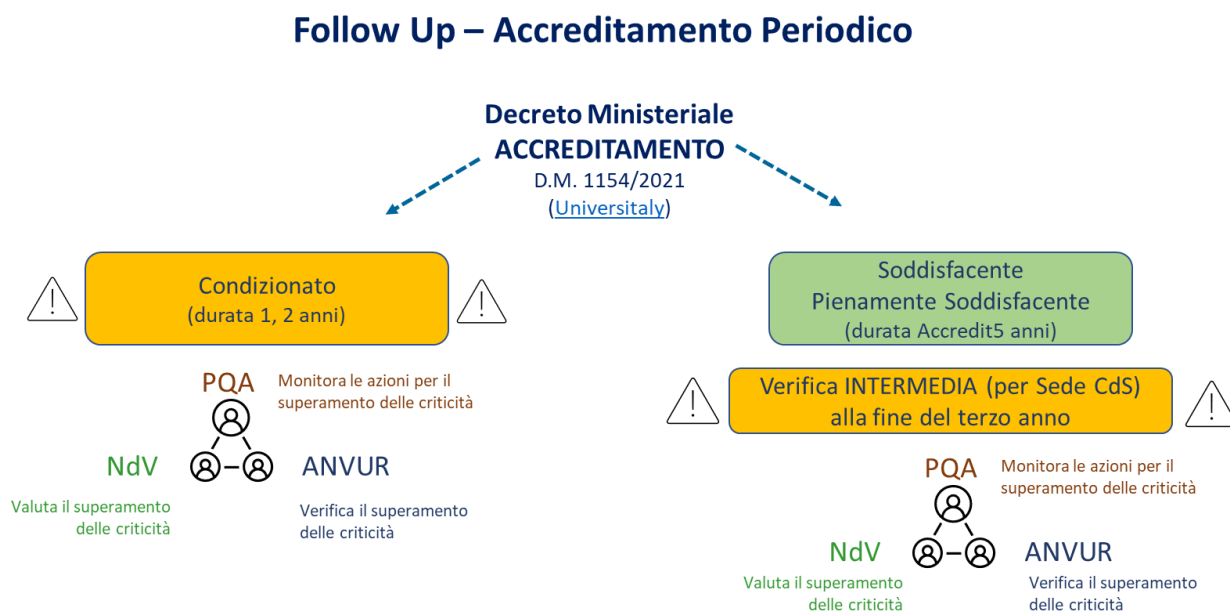 Follow Up – Accreditamento Periodico
Decreto Ministeriale
ACCREDITAMENTO
D.M. 1154/2021
(Universitaly)
Condizionato
(durata 1, 2 anni)
PQA
Monitora le azioni per il
superamento delle criticità
NdV
ANVUR
Valuta il superamento
delle criticità
Verifica il superamento
delle criticità
Soddisfacente
Pienamente Soddisfacente
(durata Accredit5 anni)
Verifica INTERMEDIA (per Sede CdS)
alla fine del terzo anno
PQA
Monitora le azioni per il
superamento delle criticità
NdV
ANVUR
Valuta il superamento
delle criticità
Verifica il superamento
delle criticità